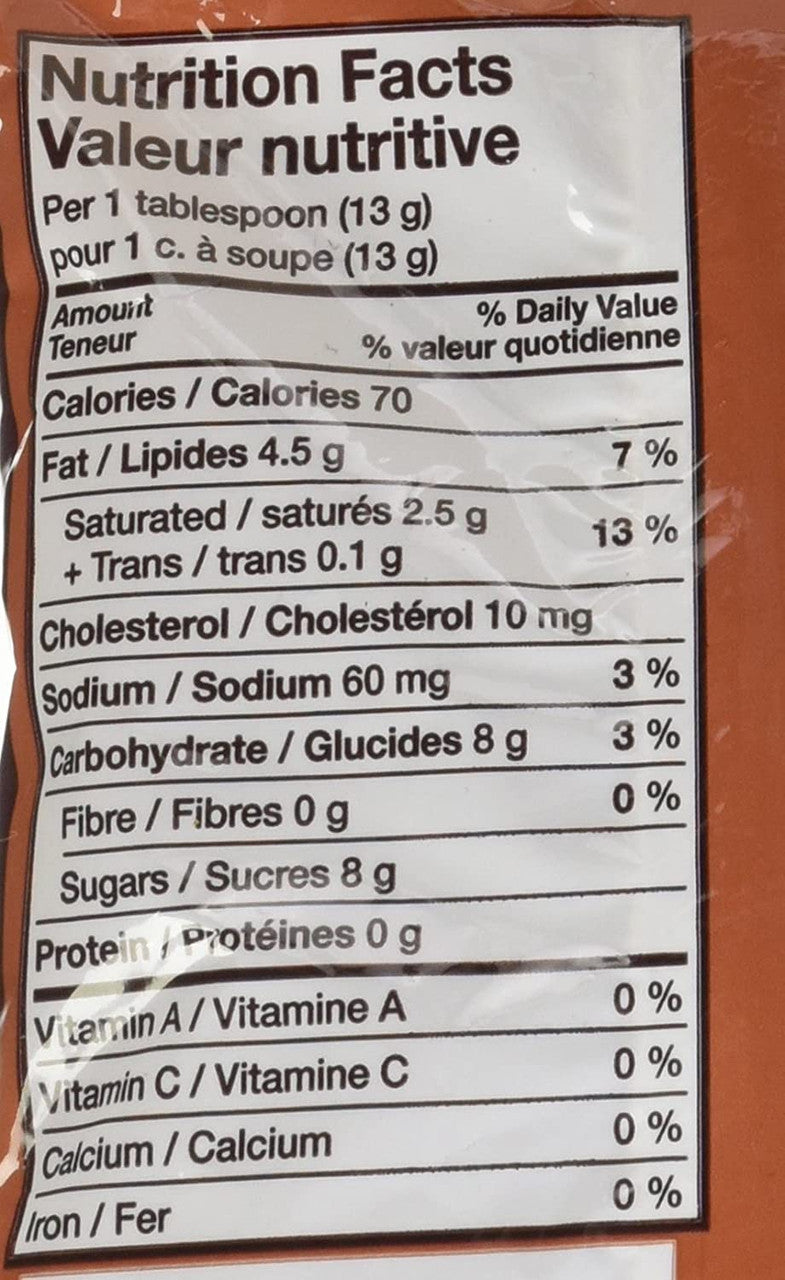 Nutrition Facts
Valeur nutritive
Per 1 tablespoon (13 g)
pour 1 c. à soupe (13 g)
Amount % Daily Value
Teneur % valeur quotidienne
Calories / Calories 70
Fat / Lipides 4.5 g 7 %
Saturated / saturés 2.5 g 13 %
+ Trans / trans 0.1 g
Cholesterol / Cholestérol 10 mg
Sodium / Sodium 60 mg 3 %
Carbohydrate / Glucides 8 g 3 %
Fibre / Fibres 0 g 0 %
Sugars / Sucres 8 g
Protein / Protéines 0 g
Vitamin A / Vitamine A 0 %
Vitamin C / Vitamine C 0 %
Calcium / Calcium 0 %
Iron / Fer 0 %